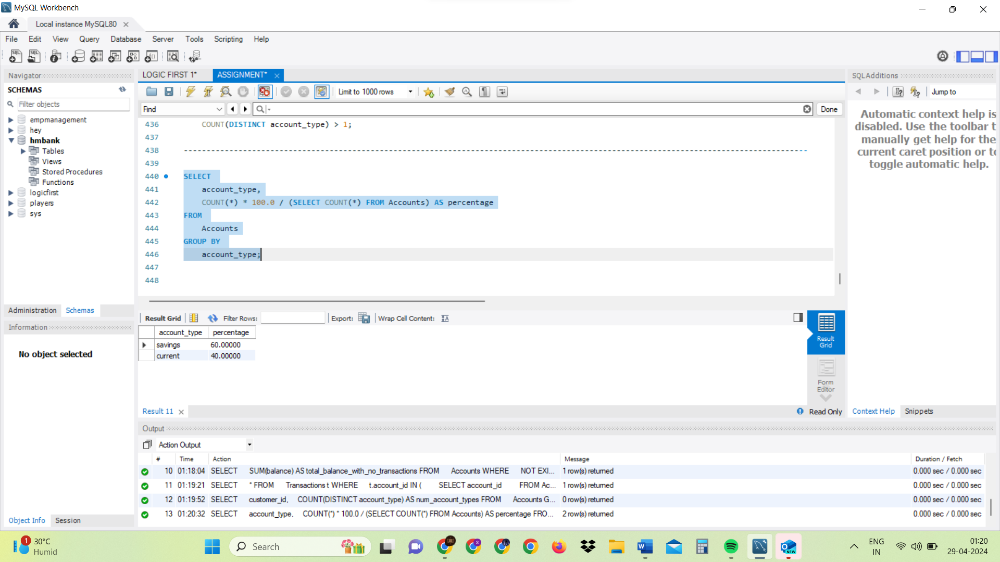 MySQL Workbench
Local instance MySQL80
File Edit View Query Database Server Tools Scripting Help
Navigator
SCHEMAS
Filter objects
empmanagement
hey
hmbank
Tables
Views
Stored Procedures
Functions
logicfirst
players
sys
Administration Schemas
Information
No object selected
Object Info Session
LOGIC FIRST 1* ASSIGNMENT*
Limit to 1000 rows
Find
Done
436 COUNT(DISTINCT account_type) > 1;
437
438 ----------------------------------------------------------------
439
440 SELECT
441 account_type,
442 COUNT(*) * 100.0 / (SELECT COUNT(*) FROM Accounts) AS percentage
443 FROM
444 Accounts
445 GROUP BY
446 account_type;
447
448
Result Grid Filter Rows: Export: Wrap Cell Content:
account_type percentage
savings 60.00000
current 40.00000
Result Grid
Form Editor
Result 11
Read Only
SQLAdditions
Jump to
Automatic context help is
disabled. Use the toolbar t
manually get help for the
current caret position or to
toggle automatic help.
Context Help Snippets
Output
Action Output
# Time Action Message Duration / Fetch
10 01:18:04 SELECT SUM(balance) AS total_balance_with_no_transactions FROM Accounts WHERE NOT EXI... 1 row(s) returned 0.000 sec / 0.000 sec
11 01:19:21 SELECT * FROM Transactions t WHERE t.account_id IN ( SELECT account_id FROM Ac... 1 row(s) returned 0.000 sec / 0.000 sec
12 01:19:52 SELECT customer_id, COUNT(DISTINCT account_type) AS num_account_types FROM Accounts G... 0 row(s) returned 0.000 sec / 0.000 sec
13 01:20:32 SELECT account_type, COUNT(*) * 100.0 / (SELECT COUNT(*) FROM Accounts) AS percentage FRO... 2 row(s) returned 0.000 sec / 0.000 sec
1
30°C
Humid
Search
NEW
ENG
IN
01:20
29-04-2024